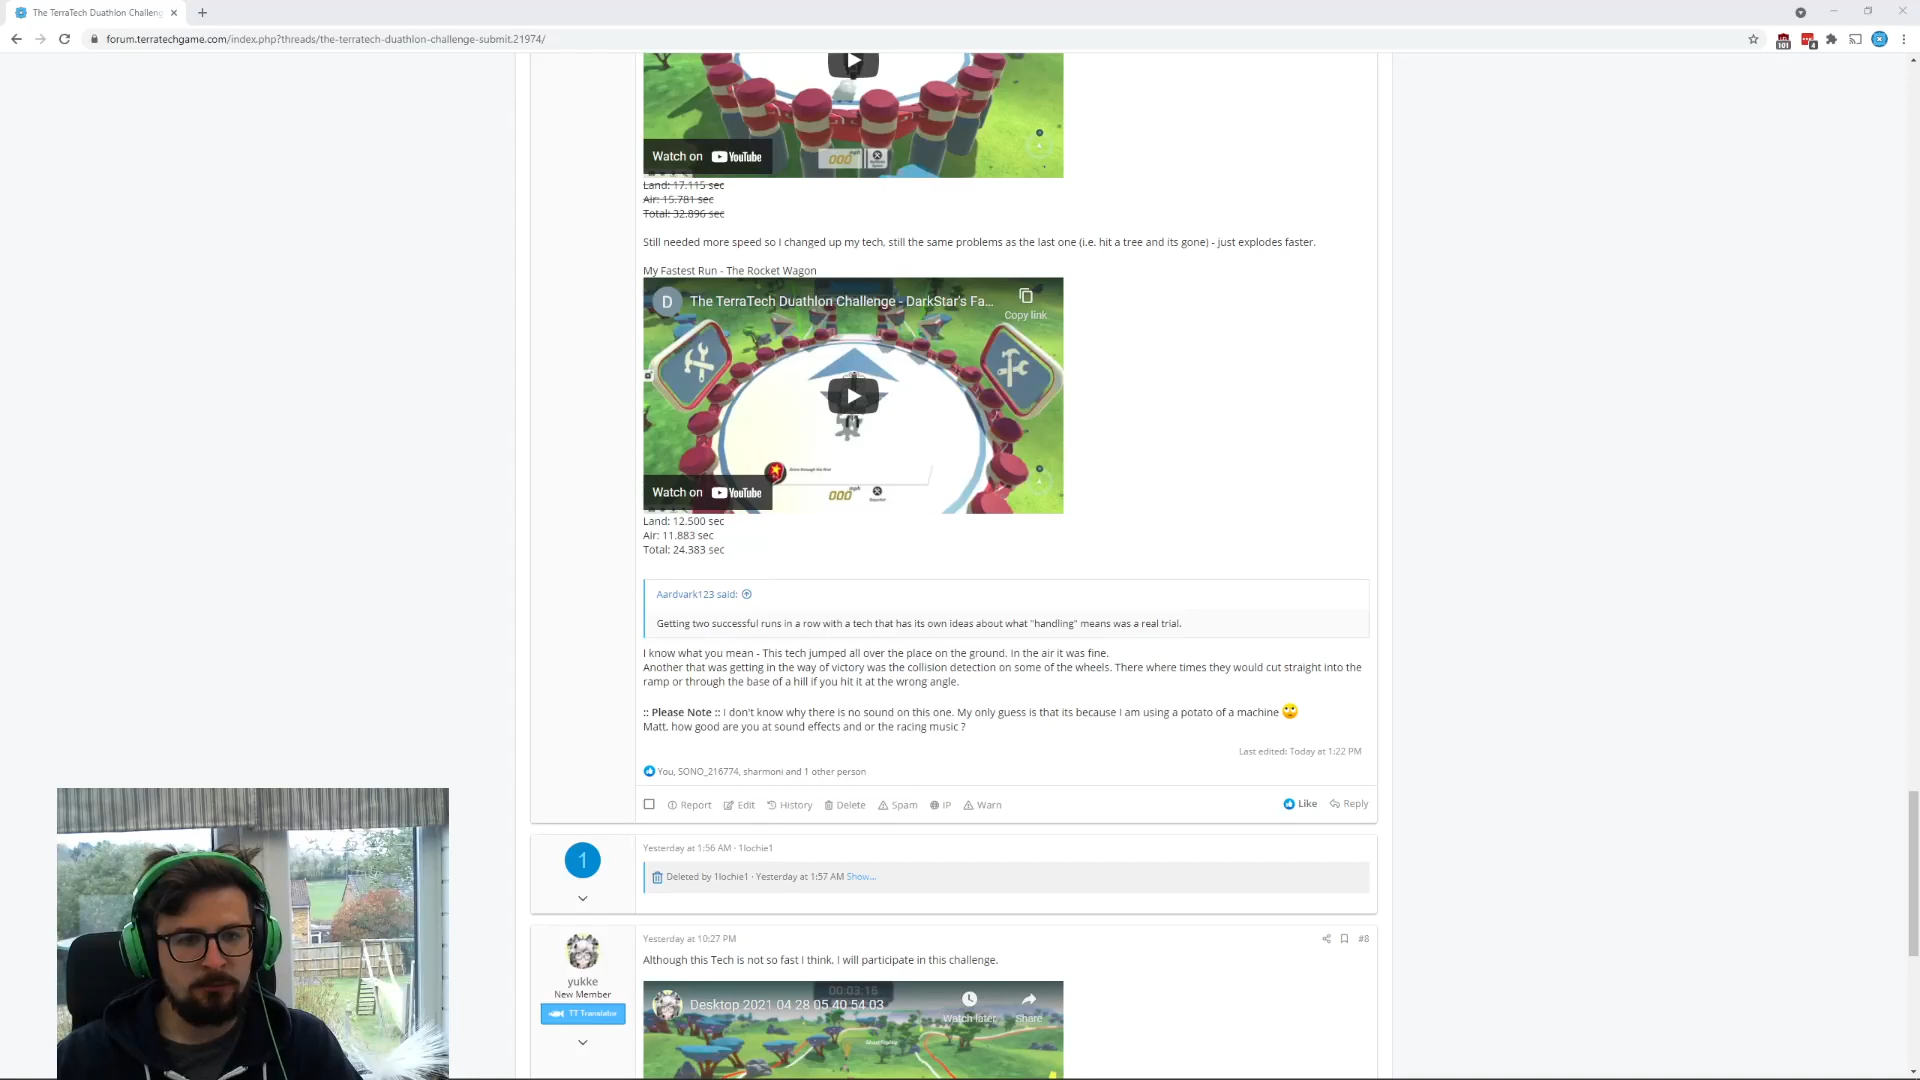 The TerraTech Duathlon Challeng
forum.terratechgame.com/index.php?threads/the-terratech-duathlon-challenge-submit.21974/
101
4
Watch on YouTube
000
Land: 17.115 sec
Air: 15.781 sec
Total: 32.896 sec
Still needed more speed so I changed up my tech, still the same problems as the last one (i.e. hit a tree and its gone) - just explodes faster.
My Fastest Run - The Rocket Wagon
D
The TerraTech Duathlon Challenge - DarkStar's Fa...
Copy link
000 mph
Watch on YouTube
Land: 12.500 sec
Air: 11.883 sec
Total: 24.383 sec
Aardvark123 said:
Getting two successful runs in a row with a tech that has its own ideas about what "handling" means was a real trial.
I know what you mean - This tech jumped all over the place on the ground. In the air it was fine.
Another that was getting in the way of victory was the collision detection on some of the wheels. There where times they would cut straight into the
ramp or through the base of a hill if you hit it at the wrong angle.
:: Please Note :: I don't know why there is no sound on this one. My only guess is that its because I am using a potato of a machine
Matt, how good are you at sound effects and or the racing music ?
Last edited: Today at 1:22 PM
You, SONO_216774, sharmoni and 1 other person
Report Edit History Delete Spam IP Warn Like Reply
1
Yesterday at 1:56 AM · 1lochie1
Deleted by 1lochie1 · Yesterday at 1:57 AM Show...
yukke
New Member
TT Translator
Yesterday at 10:27 PM
#8
Although this Tech is not so fast I think, I will participate in this challenge.
00:03:16
Desktop 2021 04 28 05 40 54 03
Watch later
Share